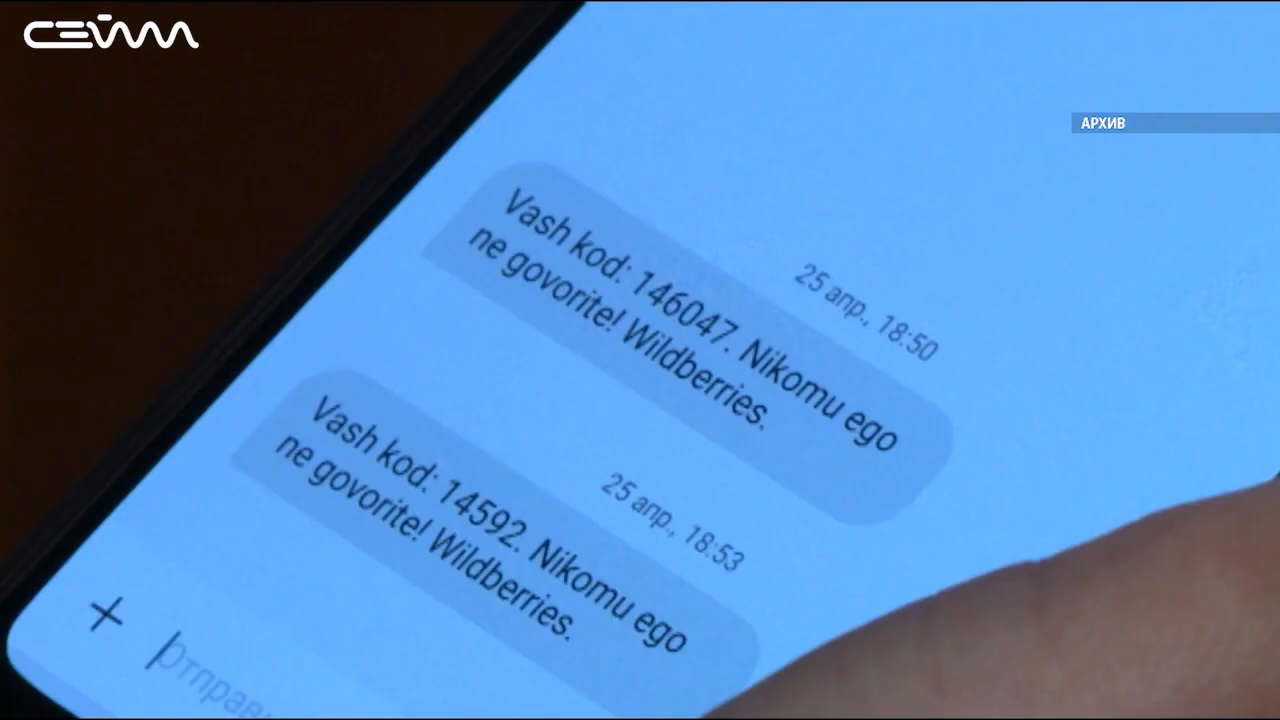 СЕЙМ
АРХИВ
25 апр., 18:50
Vash kod: 146047. Nikomu ego
ne govorite! Wildberries.
25 апр., 18:53
Vash kod: 14592. Nikomu ego
ne govorite! Wildberries.